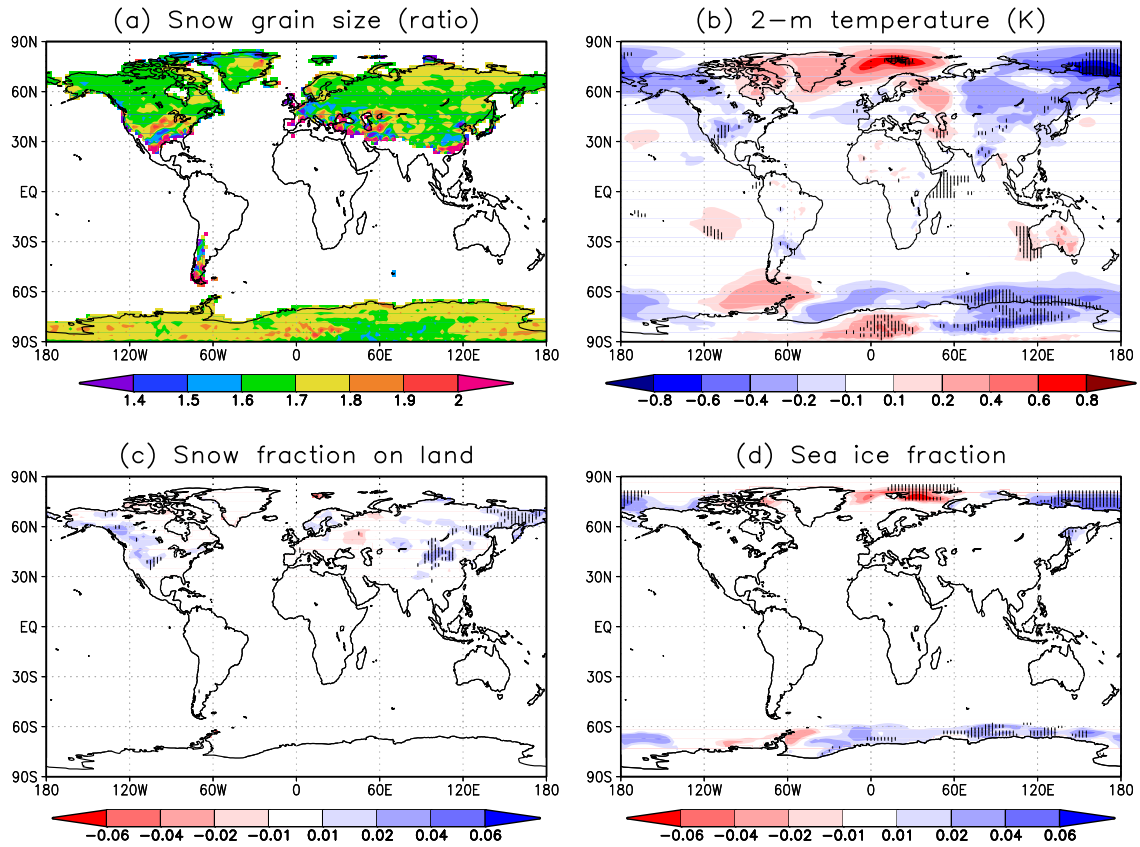 (a) Snow grain size (ratio)
90N
60N
30N
EQ
30S
60S
90S
180 120W 60W 0 60E 120E 180
1.4 1.5 1.6 1.7 1.8 1.9 2
(b) 2-m temperature (K)
90N
60N
30N
EQ
30S
60S
90S
180 120W 60W 0 60E 120E 180
-0.8 -0.6 -0.4 -0.2 -0.1 0.1 0.2 0.4 0.6 0.8
(c) Snow fraction on land
90N
60N
30N
EQ
30S
60S
90S
180 120W 60W 0 60E 120E 180
-0.06 -0.04 -0.02 -0.01 0.01 0.02 0.04 0.06
(d) Sea ice fraction
90N
60N
30N
EQ
30S
60S
90S
180 120W 60W 0 60E 120E 180
-0.06 -0.04 -0.02 -0.01 0.01 0.02 0.04 0.06